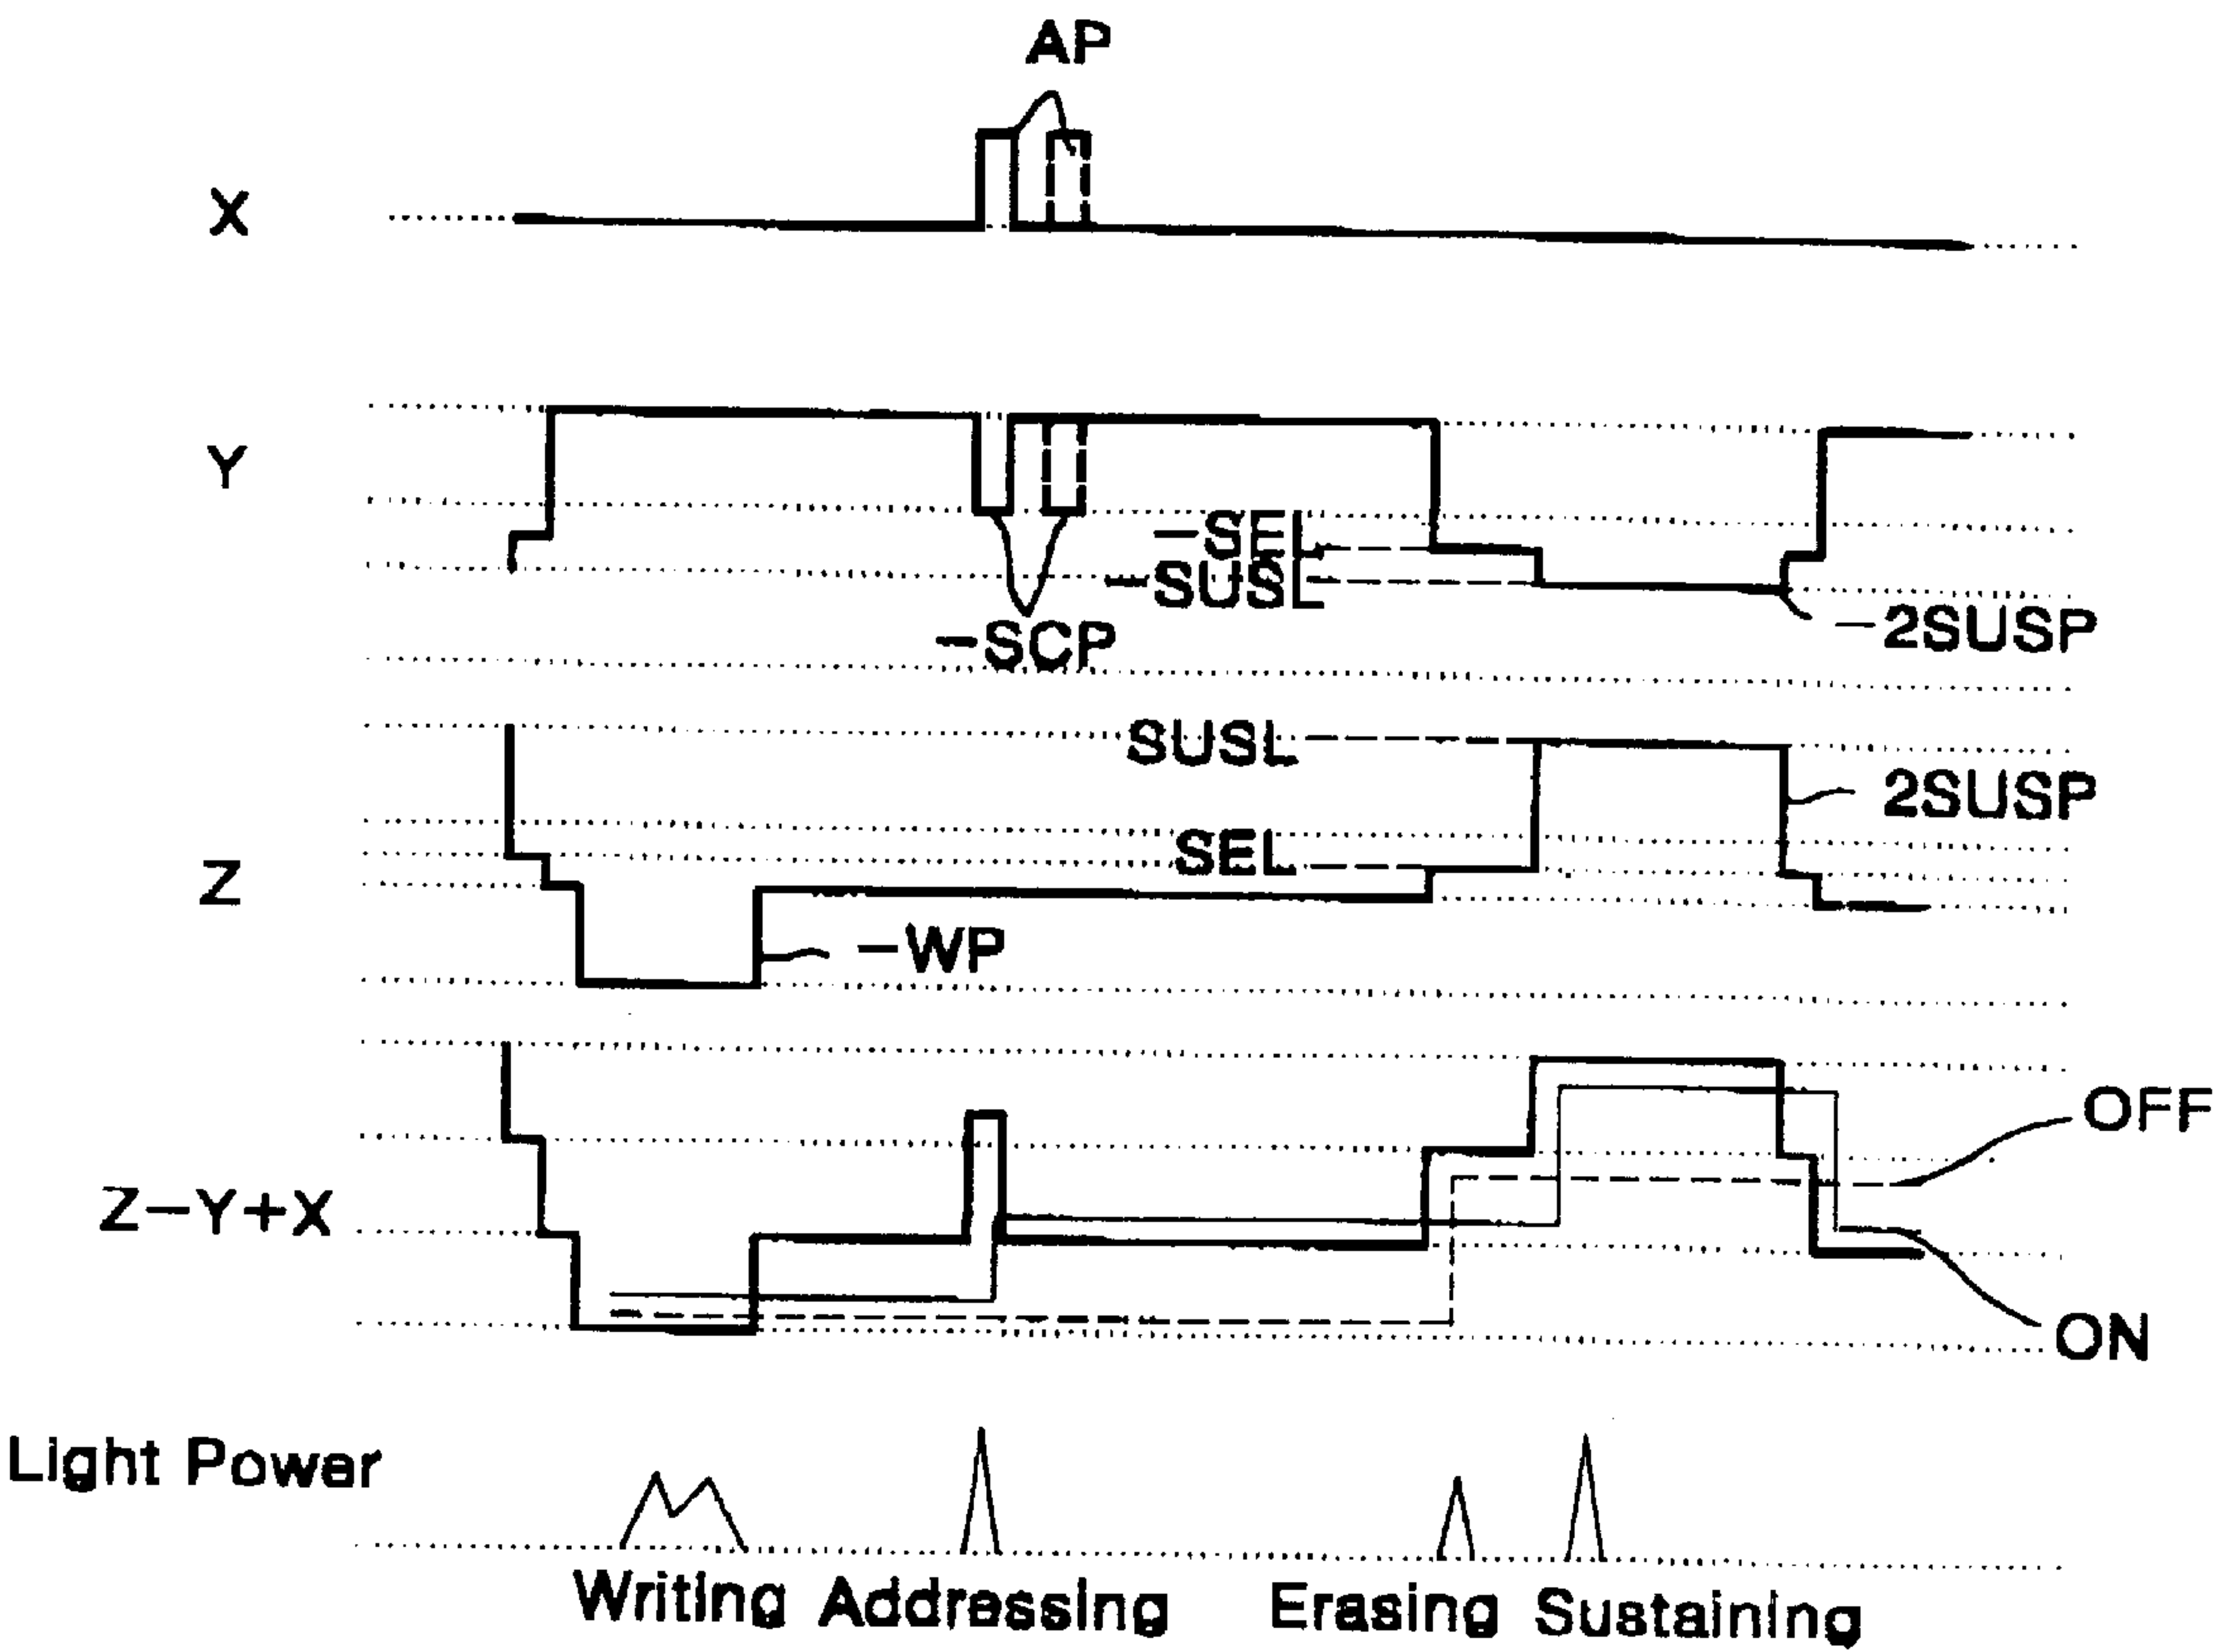 AP
X
Y
−SEL
−SUSL
−SCP
−2SUSP
SUSL
2SUSP
SEL
Z
−WP
OFF
Z−Y+X
ON
Light Power
Writing Addressing Erasing Sustaining